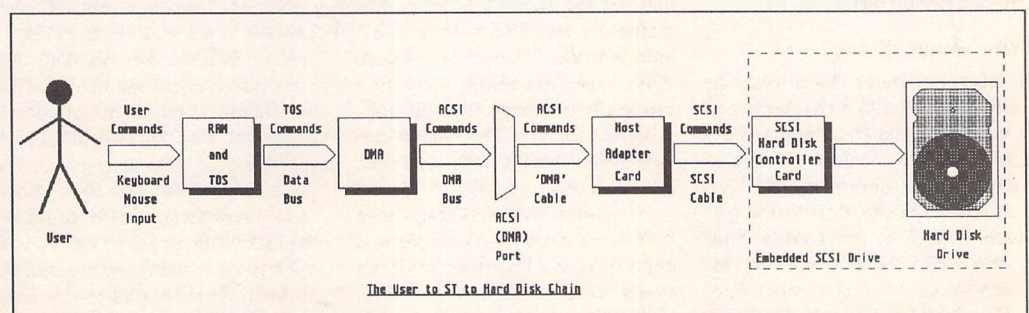 User
Commands
Keyboard
Mouse
Input
User
RAM
and
TOS
TOS
Commands
Data
Bus
DMA
ACSI
Commands
DMA
Bus
ACSI
(DMA)
Port
ACSI
Commands
'DMA'
Cable
Host
Adapter
Card
SCSI
Commands
SCSI
Cable
SCSI
Hard Disk
Controller
Card
Embedded SCSI Drive
Hard Disk
Drive
The User to ST to Hard Disk Chain